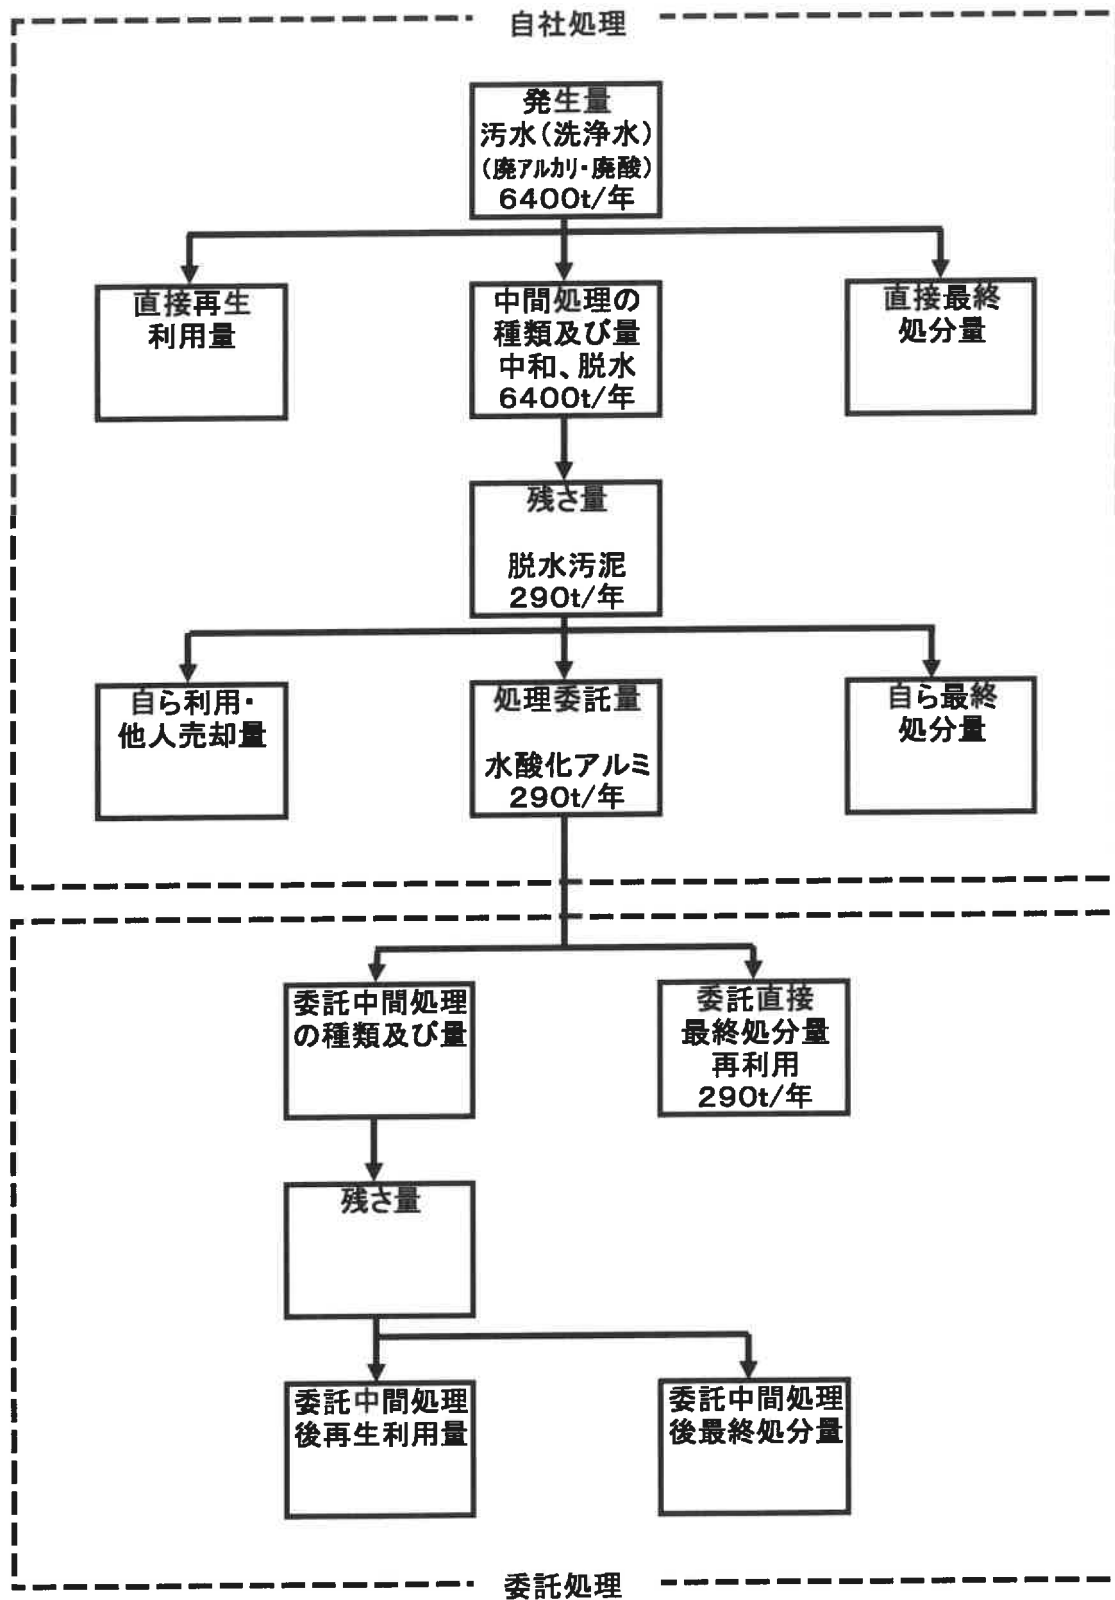 自社処理
発生量
汚水(洗浄水)
(廃アルカリ・廃酸)
6400t/年
直接再生
利用量
中間処理の
種類及び量
中和、脱水
6400t/年
直接最終
処分量
残さ量
脱水汚泥
290t/年
自ら利用・
他人売却量
処理委託量
水酸化アルミ
290t/年
自ら最終
処分量
委託中間処理
の種類及び量
委託直接
最終処分量
再利用
290t/年
残さ量
委託中間処理
後再生利用量
委託中間処理
後最終処分量
委託処理